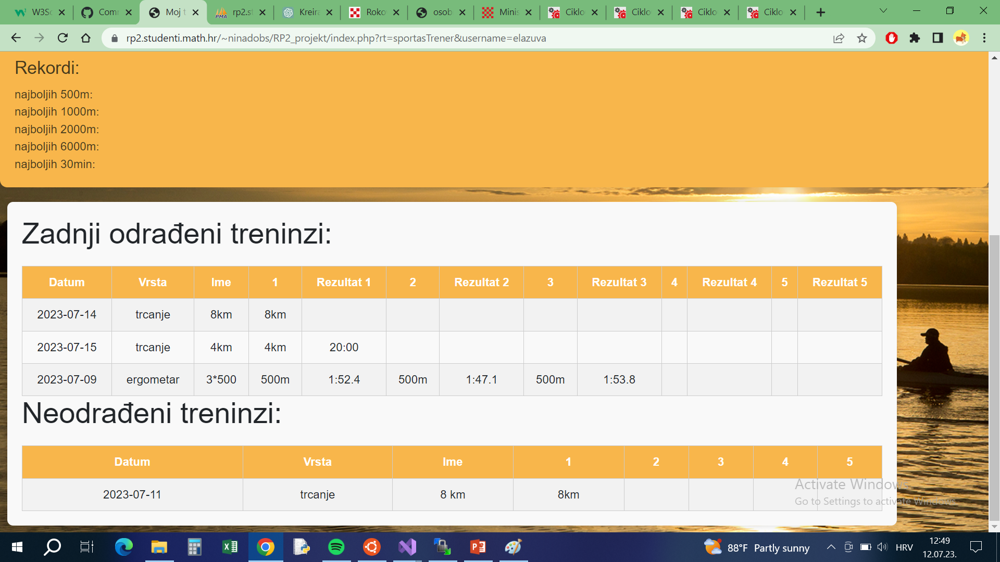 W3Sc
Comr
Moj t
rp2.st
Kreira
Roko
osob
Minis
Ciklo
Ciklo
Ciklo
Ciklo
rp2.studenti.math.hr/~ninadobs/RP2_projekt/index.php?rt=sportasTrener&username=elazuva
Rekordi:
najboljih 500m:
najboljih 1000m:
najboljih 2000m:
najboljih 6000m:
najboljih 30min:
Zadnji odrađeni treninzi:
Datum Vrsta Ime 1 Rezultat 1 2 Rezultat 2 3 Rezultat 3 4 Rezultat 4 5 Rezultat 5
2023-07-14 trcanje 8km 8km
2023-07-15 trcanje 4km 4km 20:00
2023-07-09 ergometar 3*500 500m 1:52.4 500m 1:47.1 500m 1:53.8
Neodrađeni treninzi:
Datum Vrsta Ime 1 2 3 4 5
2023-07-11 trcanje 8 km 8km
Activate Windows
Go to Settings to activate Windows.
88°F Partly sunny
HRV
12:49
12.07.23.